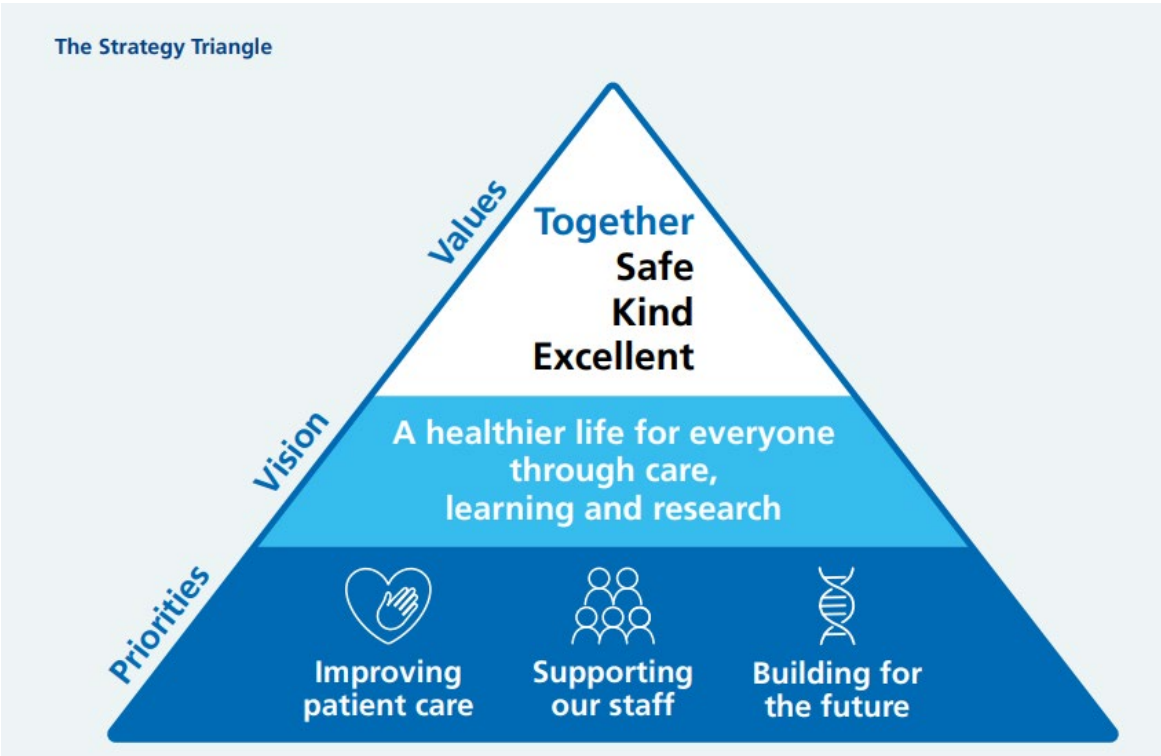 The Strategy Triangle
Values
Together
Safe
Kind
Excellent
Vision
A healthier life for everyone
through care,
learning and research
Priorities
Improving
patient care
Supporting
our staff
Building for
the future